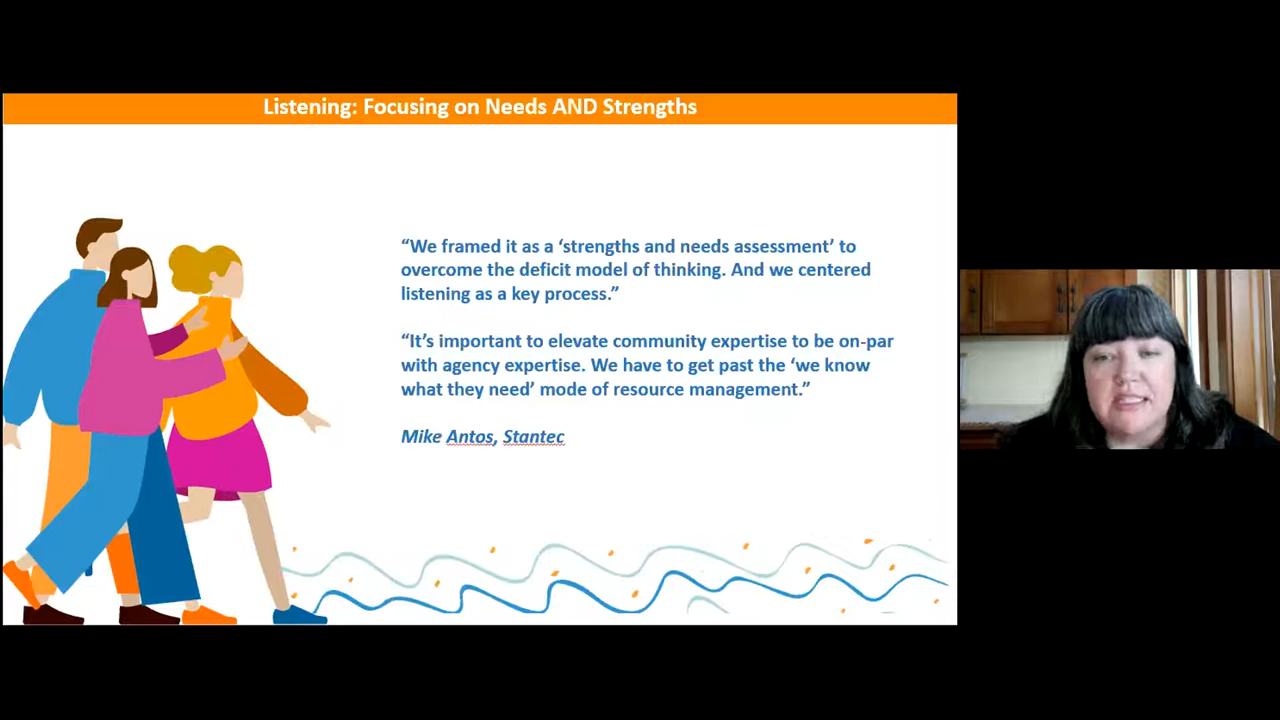 Listening: Focusing on Needs AND Strengths
“We framed it as a ‘strengths and needs assessment’ to
overcome the deficit model of thinking. And we centered
listening as a key process.”
“It’s important to elevate community expertise to be on-par
with agency expertise. We have to get past the ‘we know
what they need’ mode of resource management.”
Mike Antos, Stantec